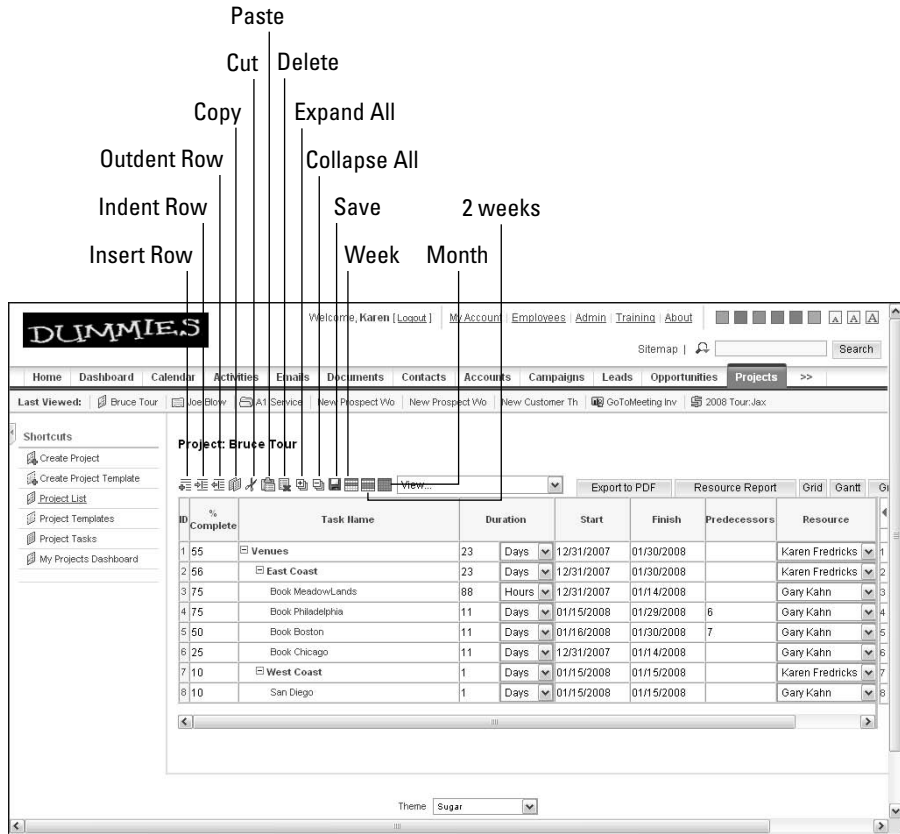 Paste
Cut Delete
Copy Expand All
Outdent Row Collapse All
Indent Row Save 2 weeks
Insert Row Week Month
DUMMIES
Welcome, Karen [Logout] My Account Employees Admin Training About A A A
Sitemap | Search
Home Dashboard Calendar Activities Emails Documents Contacts Accounts Campaigns Leads Opportunities Projects >>
Last Viewed: Bruce Tour Joe Blow A1 Service New Prospect Wo New Prospect Wo New Customer Th GoToMeeting Inv 2008 Tour:Jax
Shortcuts
Create Project
Create Project Template
Project List
Project Templates
Project Tasks
My Projects Dashboard
Project: Bruce Tour
View... Export to PDF Resource Report Grid Gantt
ID % Complete Task Name Duration Start Finish Predecessors Resource
1 55 Venues 23 Days 12/31/2007 01/30/2008 Karen Fredricks 1
2 56 East Coast 23 Days 12/31/2007 01/30/2008 Karen Fredricks 2
3 75 Book MeadowLands 88 Hours 12/31/2007 01/14/2008 Gary Kahn 3
4 75 Book Philadelphia 11 Days 01/15/2008 01/29/2008 6 Gary Kahn 4
5 50 Book Boston 11 Days 01/16/2008 01/30/2008 7 Gary Kahn 5
6 25 Book Chicago 11 Days 12/31/2007 01/14/2008 Gary Kahn 6
7 10 West Coast 1 Days 01/15/2008 01/15/2008 Karen Fredricks 7
8 10 San Diego 1 Days 01/15/2008 01/15/2008 Gary Kahn 8
Theme Sugar